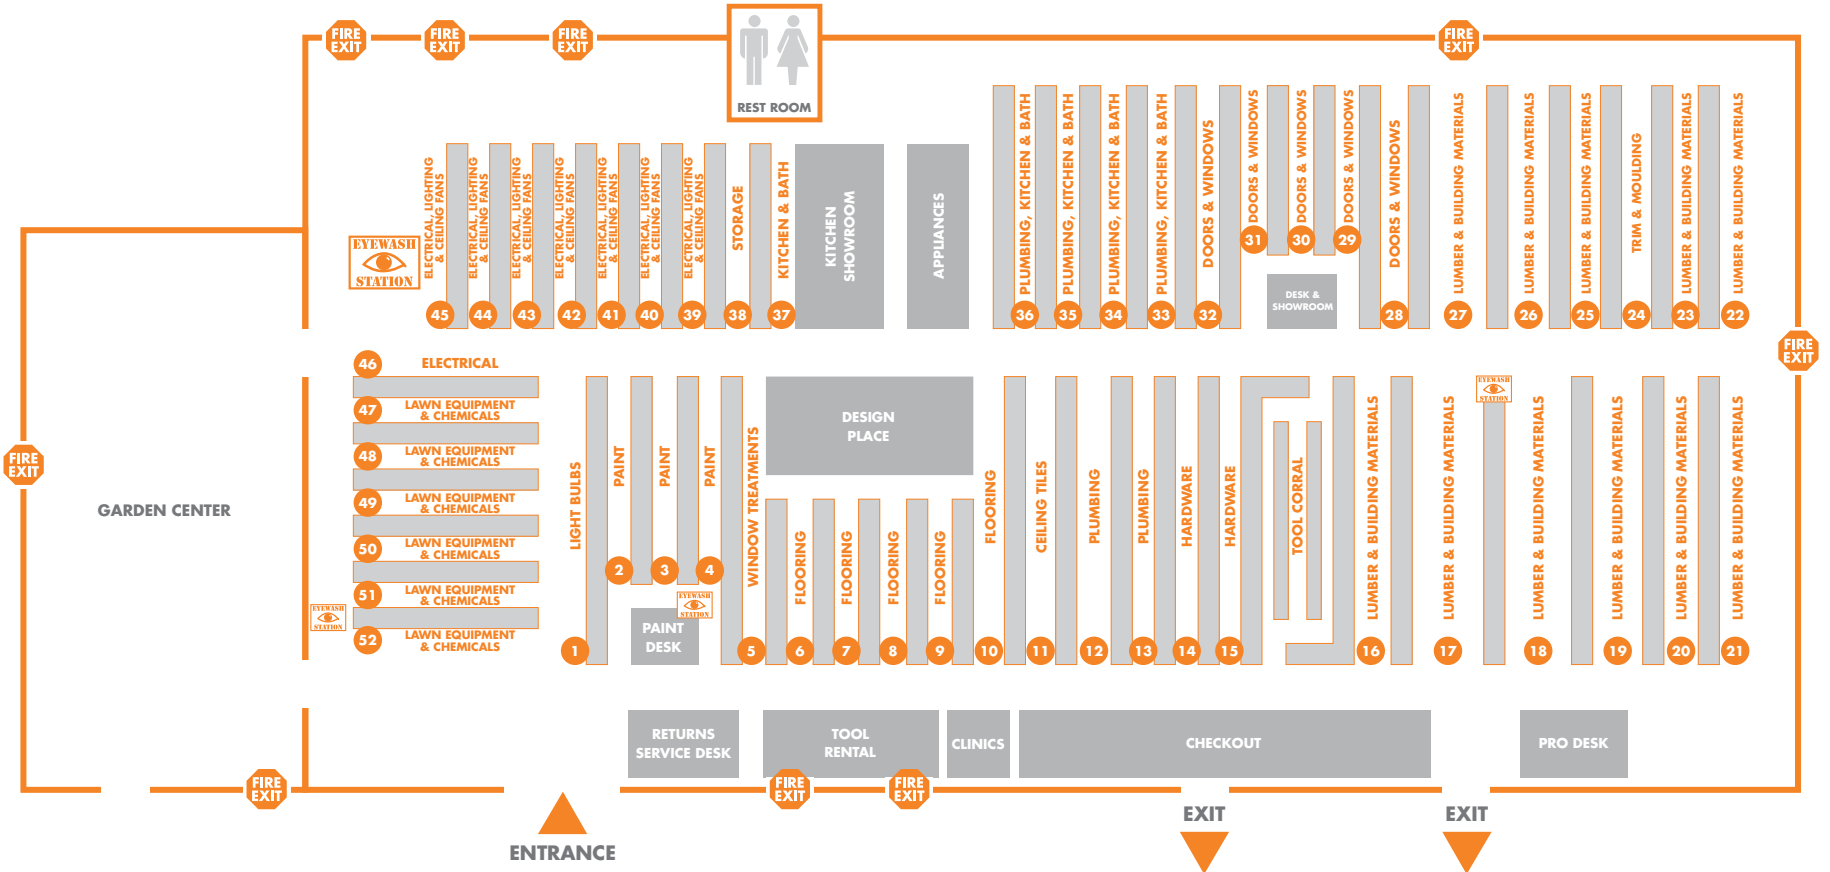 FIRE
EXIT
FIRE
EXIT
FIRE
EXIT
REST ROOM
FIRE
EXIT
EYEWASH
STATION
ELECTRICAL, LIGHTING
& CEILING FANS
45
ELECTRICAL, LIGHTING
& CEILING FANS
44
ELECTRICAL, LIGHTING
& CEILING FANS
43
ELECTRICAL, LIGHTING
& CEILING FANS
42
ELECTRICAL, LIGHTING
& CEILING FANS
41
ELECTRICAL, LIGHTING
& CEILING FANS
40
ELECTRICAL, LIGHTING
& CEILING FANS
39
STORAGE
38
KITCHEN & BATH
37
KITCHEN
SHOWROOM
APPLIANCES
PLUMBING, KITCHEN & BATH
36
PLUMBING, KITCHEN & BATH
35
PLUMBING, KITCHEN & BATH
34
PLUMBING, KITCHEN & BATH
33
DOORS & WINDOWS
32
DOORS & WINDOWS
31
DOORS & WINDOWS
30
DOORS & WINDOWS
29
DESK &
SHOWROOM
DOORS & WINDOWS
28
LUMBER & BUILDING MATERIALS
27
LUMBER & BUILDING MATERIALS
26
LUMBER & BUILDING MATERIALS
25
TRIM & MOULDING
24
LUMBER & BUILDING MATERIALS
23
LUMBER & BUILDING MATERIALS
22
FIRE
EXIT
46
ELECTRICAL
47
LAWN EQUIPMENT
& CHEMICALS
48
LAWN EQUIPMENT
& CHEMICALS
49
LAWN EQUIPMENT
& CHEMICALS
50
LAWN EQUIPMENT
& CHEMICALS
51
LAWN EQUIPMENT
& CHEMICALS
52
LAWN EQUIPMENT
& CHEMICALS
EYEWASH
STATION
FIRE
EXIT
GARDEN CENTER
LIGHT BULBS
1
PAINT
2
PAINT
3
PAINT
4
EYEWASH
STATION
PAINT
DESK
WINDOW TREATMENTS
5
DESIGN
PLACE
FLOORING
6
FLOORING
7
FLOORING
8
FLOORING
9
FLOORING
10
CEILING TILES
11
PLUMBING
12
PLUMBING
13
HARDWARE
14
HARDWARE
15
TOOL CORRAL
LUMBER & BUILDING MATERIALS
16
LUMBER & BUILDING MATERIALS
17
EYEWASH
STATION
LUMBER & BUILDING MATERIALS
18
LUMBER & BUILDING MATERIALS
19
LUMBER & BUILDING MATERIALS
20
LUMBER & BUILDING MATERIALS
21
RETURNS
SERVICE DESK
TOOL
RENTAL
CLINICS
CHECKOUT
PRO DESK
FIRE
EXIT
FIRE
EXIT
FIRE
EXIT
ENTRANCE
EXIT
EXIT